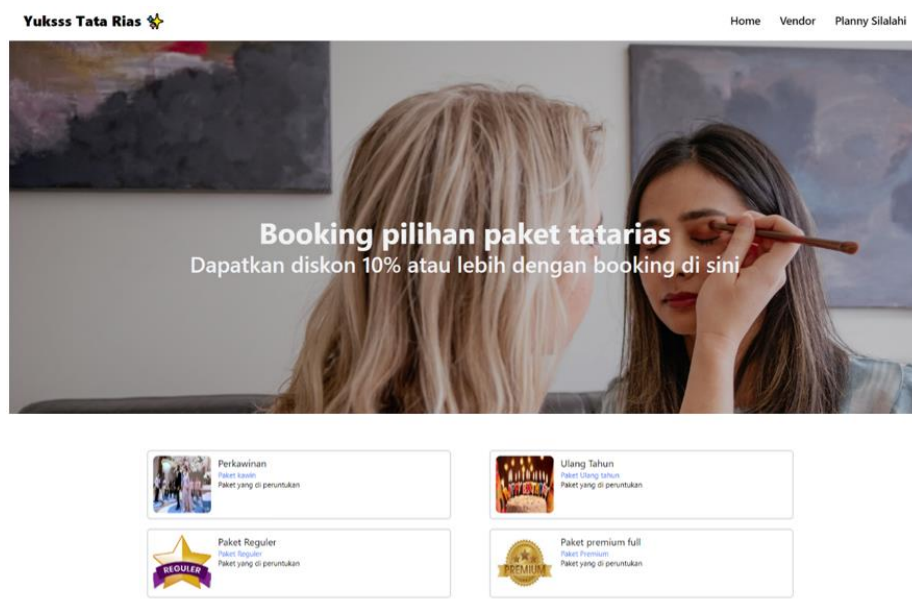 Yuksss Tata Rias ✨
Home Vendor Planny Silalahi
Booking pilihan paket tatarias
Dapatkan diskon 10% atau lebih dengan booking di sini
Perkawinan
Paket kawin
Paket yang di peruntukan
Ulang Tahun
Paket Ulang tahun
Paket yang di peruntukan
REGULER
Paket Reguler
Paket Reguler
Paket yang di peruntukan
PREMIUM
Paket premium full
Paket Premium
Paket yang di peruntukan